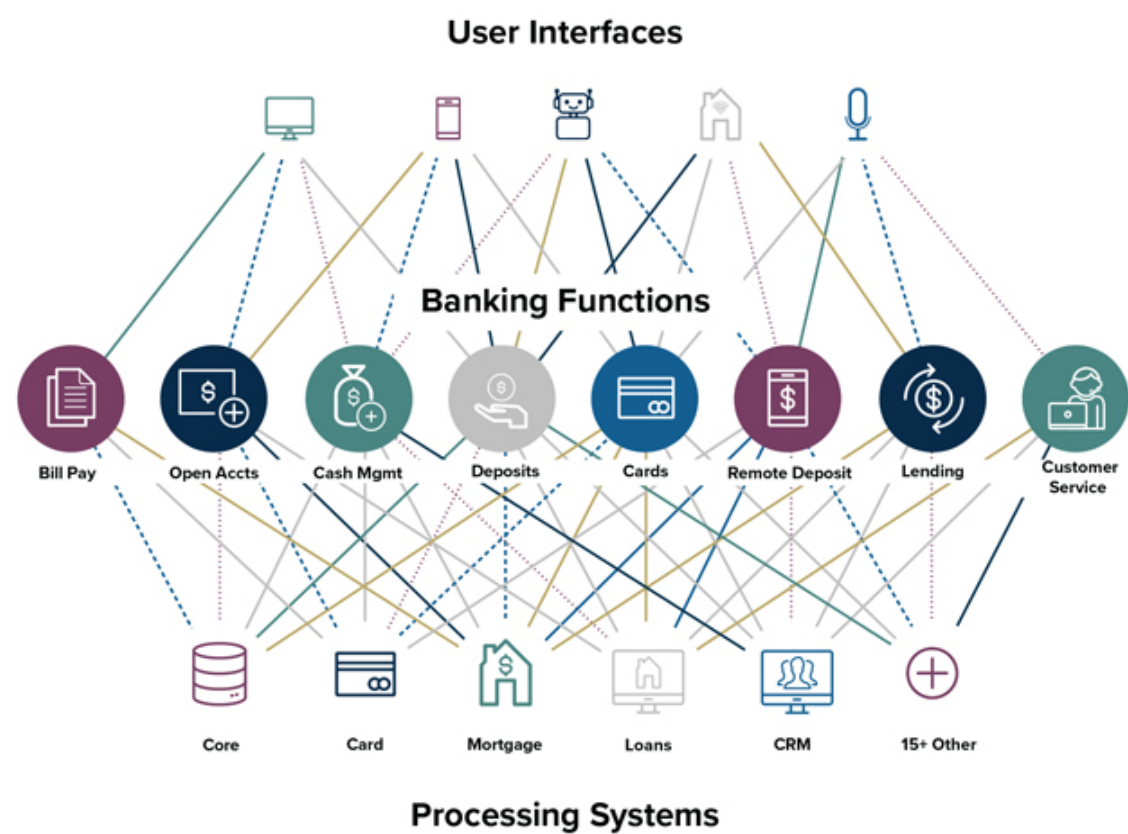 User Interfaces
Banking Functions
$
$
$
$
$
$
Bill Pay
Open Accts
Cash Mgmt
Deposits
Cards
Remote Deposit
Lending
Customer
Service
$
Core
Card
Mortgage
Loans
CRM
15+ Other
Processing Systems